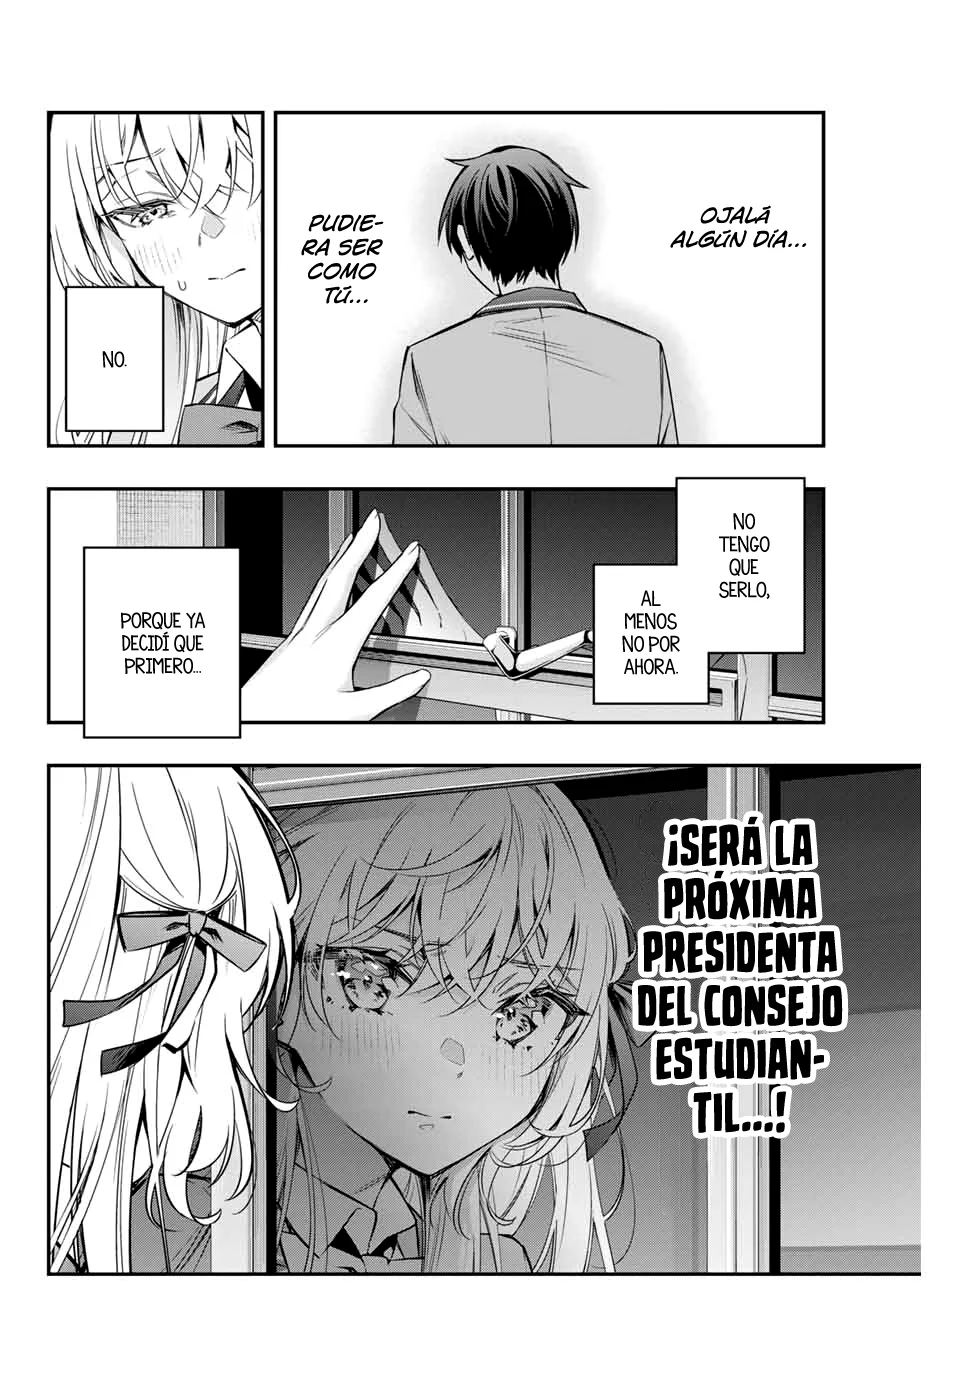 OJALÁ
ALGÚN DÍA...
PUDIE-
RA SER
COMO
TÚ...
NO.
NO
TENGO
QUE
SERLO,
AL
MENOS
NO POR
AHORA.
PORQUE YA
DECIDÍ QUE
PRIMERO...
¡SERÁ LA
PRÓXIMA
PRESIDENTA
DEL CONSEJO
ESTUDIAN-
TIL...!